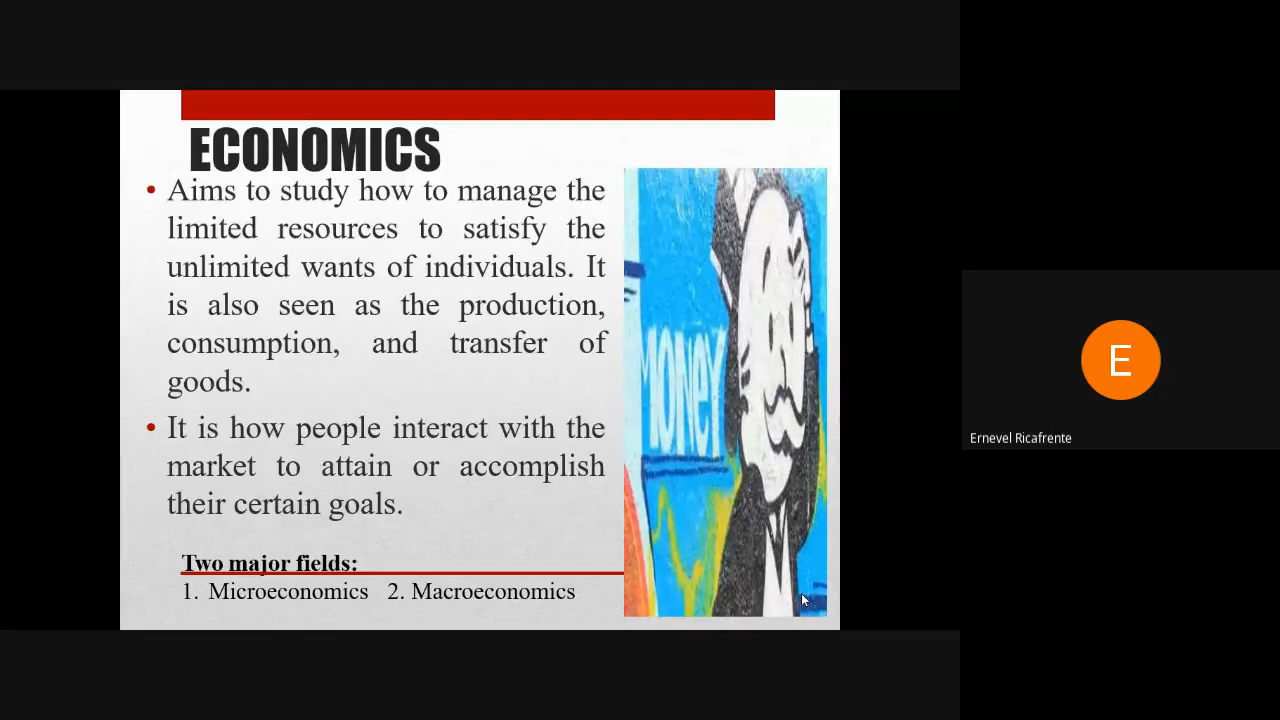 ECONOMICS
• Aims to study how to manage the
limited resources to satisfy the
unlimited wants of individuals. It
is also seen as the production,
consumption, and transfer of
goods.
• It is how people interact with the
market to attain or accomplish
their certain goals.
Two major fields:
1. Microeconomics 2. Macroeconomics
MONEY
E
Ernevel Ricafrente